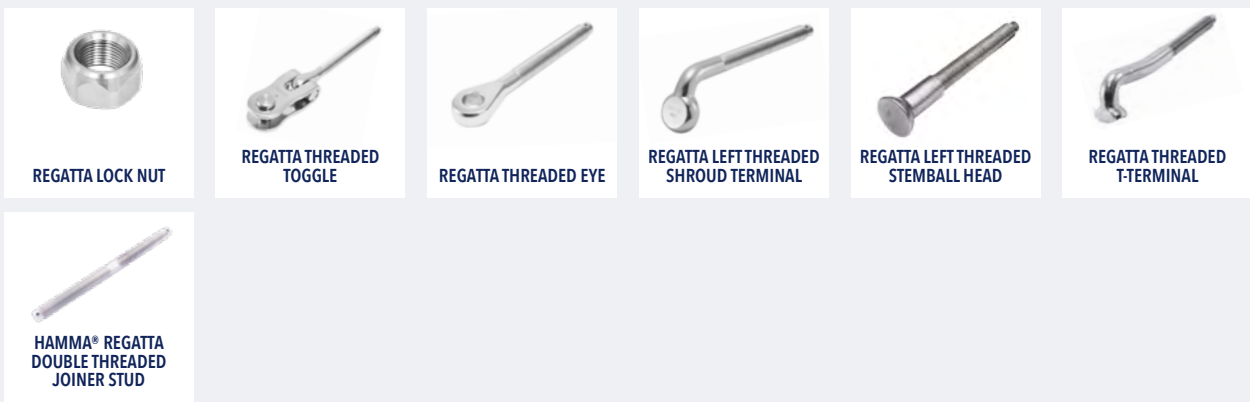 REGATTA LOCK NUT
REGATTA THREADED
TOGGLE
REGATTA THREADED EYE
REGATTA LEFT THREADED
SHROUD TERMINAL
REGATTA LEFT THREADED
STEMBALL HEAD
REGATTA THREADED
T-TERMINAL
HAMMA® REGATTA
DOUBLE THREADED
JOINER STUD